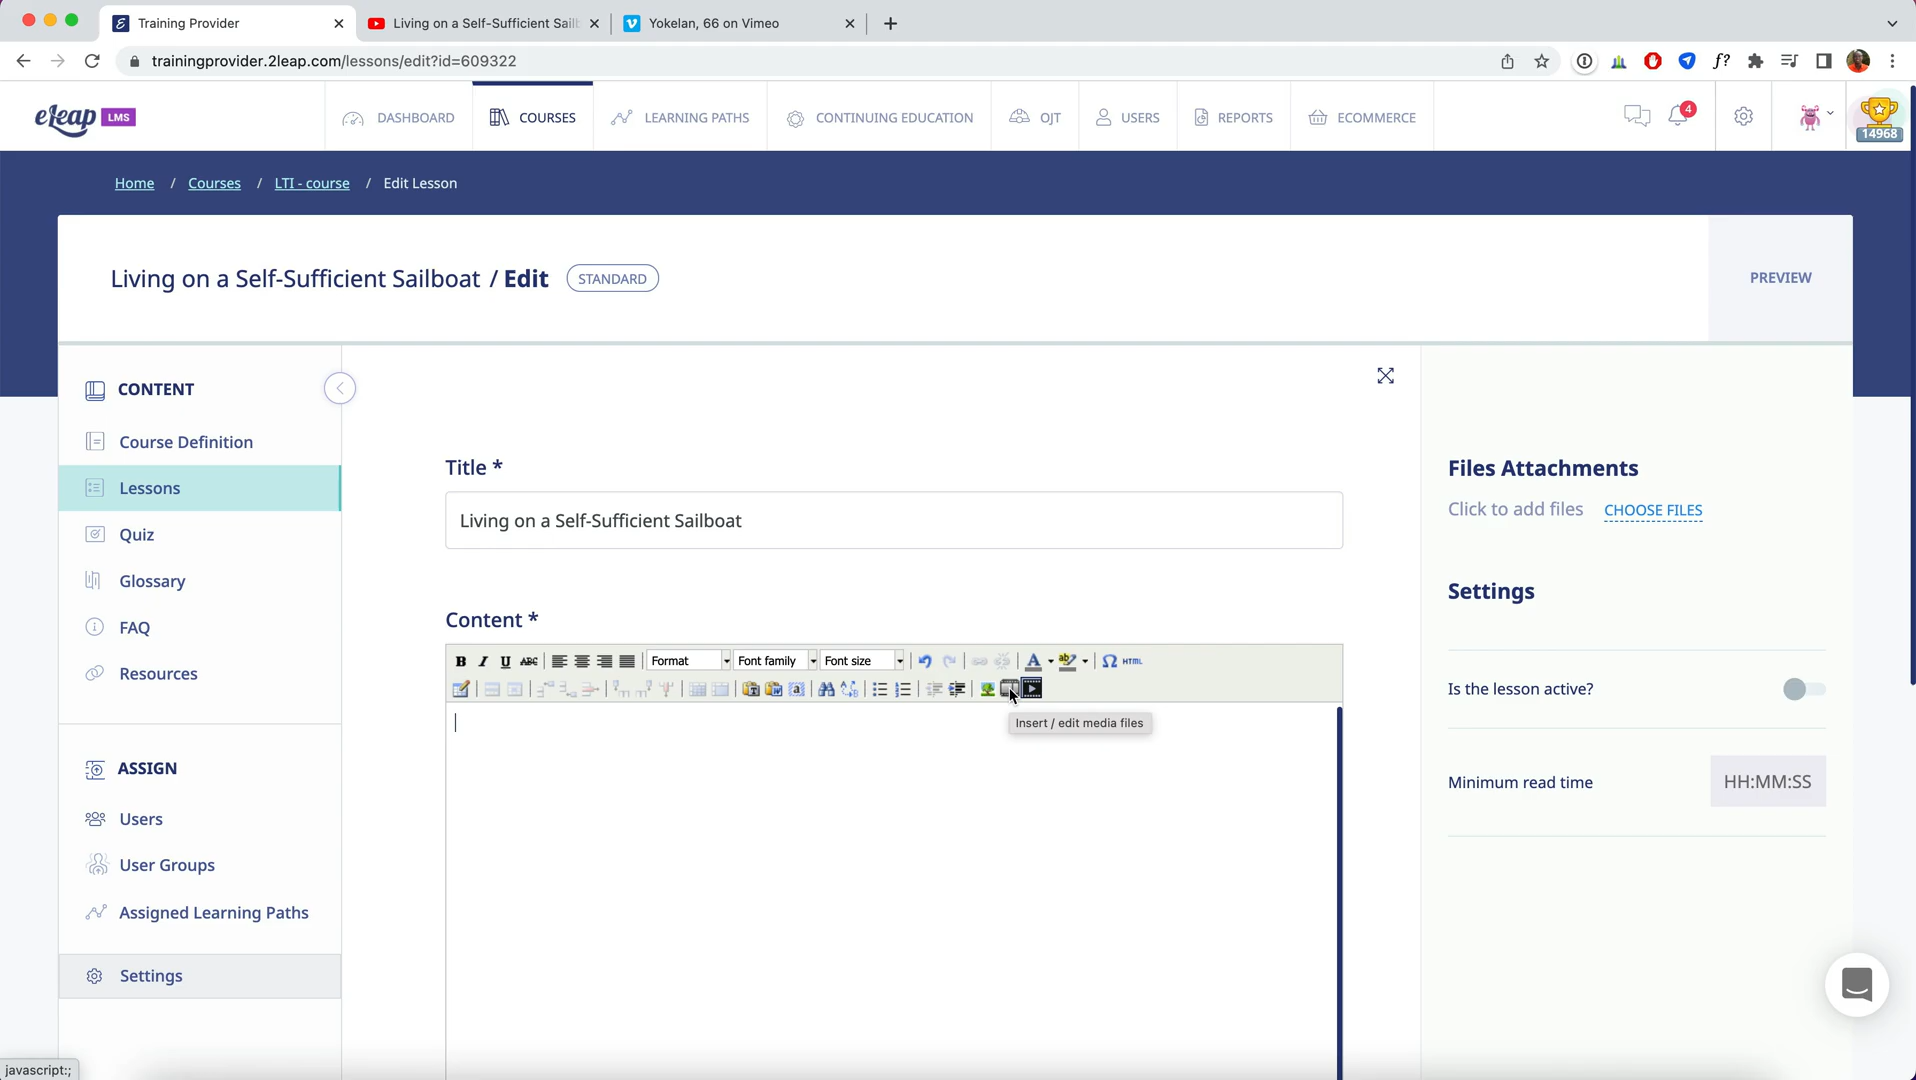 Training Provider
Living on a Self-Sufficient Sail
Yokelan, 66 on Vimeo
trainingprovider.2leap.com/lessons/edit?id=609322
eLeap LMS
DASHBOARD
COURSES
LEARNING PATHS
CONTINUING EDUCATION
OJT
USERS
REPORTS
ECOMMERCE
4
14968
Home / Courses / LTI - course / Edit Lesson
Living on a Self-Sufficient Sailboat / Edit
STANDARD
PREVIEW
CONTENT
Course Definition
Lessons
Quiz
Glossary
FAQ
Resources
ASSIGN
Users
User Groups
Assigned Learning Paths
Settings
Title *
Living on a Self-Sufficient Sailboat
Content *
B I U ABC Format Font family Font size A ab Ω HTML
Insert / edit media files
Files Attachments
Click to add files CHOOSE FILES
Settings
Is the lesson active?
Minimum read time HH:MM:SS
javascript:;